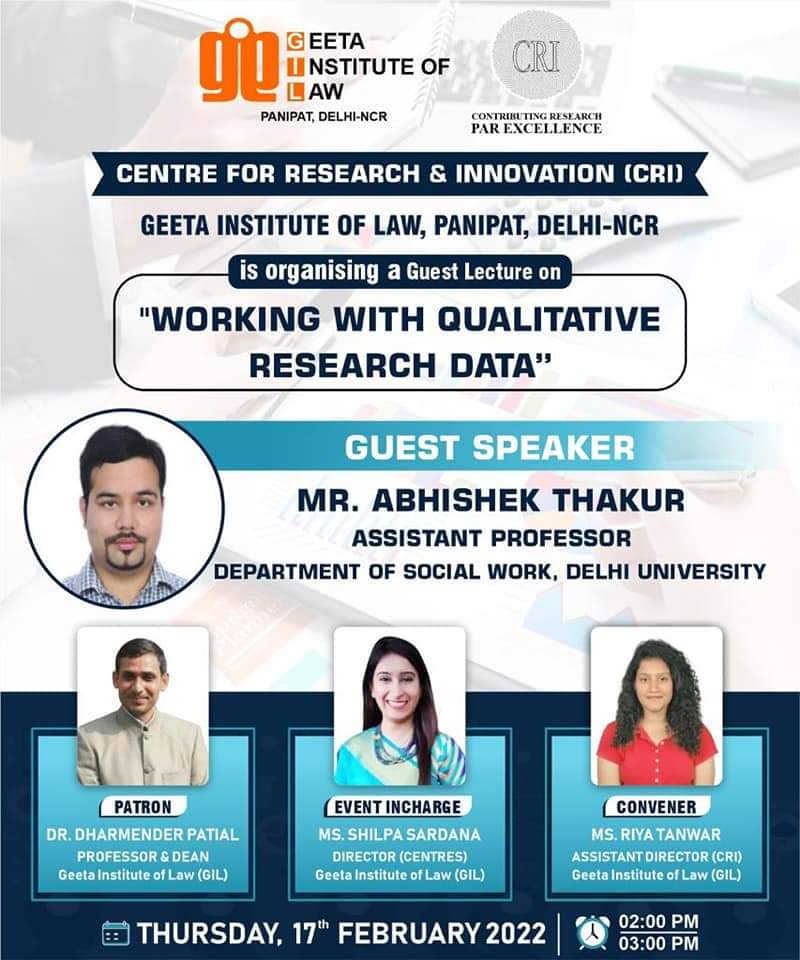 GEETA
INSTITUTE OF
LAW
PANIPAT, DELHI-NCR
CRI
CONTRIBUTING RESEARCH
PAR EXCELLENCE
CENTRE FOR RESEARCH & INNOVATION (CRI)
GEETA INSTITUTE OF LAW, PANIPAT, DELHI-NCR
is organising a Guest Lecture on
"WORKING WITH QUALITATIVE
RESEARCH DATA”
GUEST SPEAKER
MR. ABHISHEK THAKUR
ASSISTANT PROFESSOR
DEPARTMENT OF SOCIAL WORK, DELHI UNIVERSITY
PATRON
DR. DHARMENDER PATIAL
PROFESSOR & DEAN
Geeta Institute of Law (GIL)
EVENT INCHARGE
MS. SHILPA SARDANA
DIRECTOR (CENTRES)
Geeta Institute of Law (GIL)
CONVENER
MS. RIYA TANWAR
ASSISTANT DIRECTOR (CRI)
Geeta Institute of Law (GIL)
THURSDAY, 17th FEBRUARY 2022
02:00 PM
03:00 PM